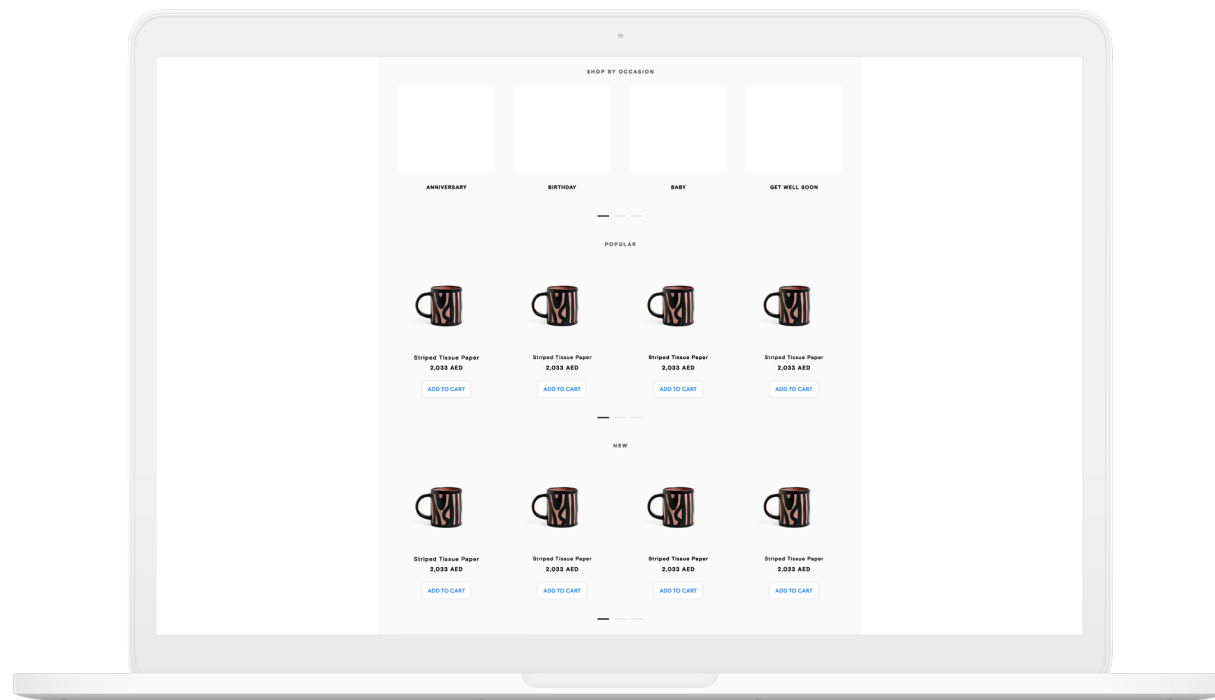 SHOP BY OCCASION
ANNIVERSARY BIRTHDAY BABY GET WELL SOON
POPULAR
Striped Tissue Paper Striped Tissue Paper Striped Tissue Paper Striped Tissue Paper
2,033 AED 2,033 AED 2,033 AED 2,033 AED
ADD TO CART ADD TO CART ADD TO CART ADD TO CART
NEW
Striped Tissue Paper Striped Tissue Paper Striped Tissue Paper Striped Tissue Paper
2,033 AED 2,033 AED 2,033 AED 2,033 AED
ADD TO CART ADD TO CART ADD TO CART ADD TO CART